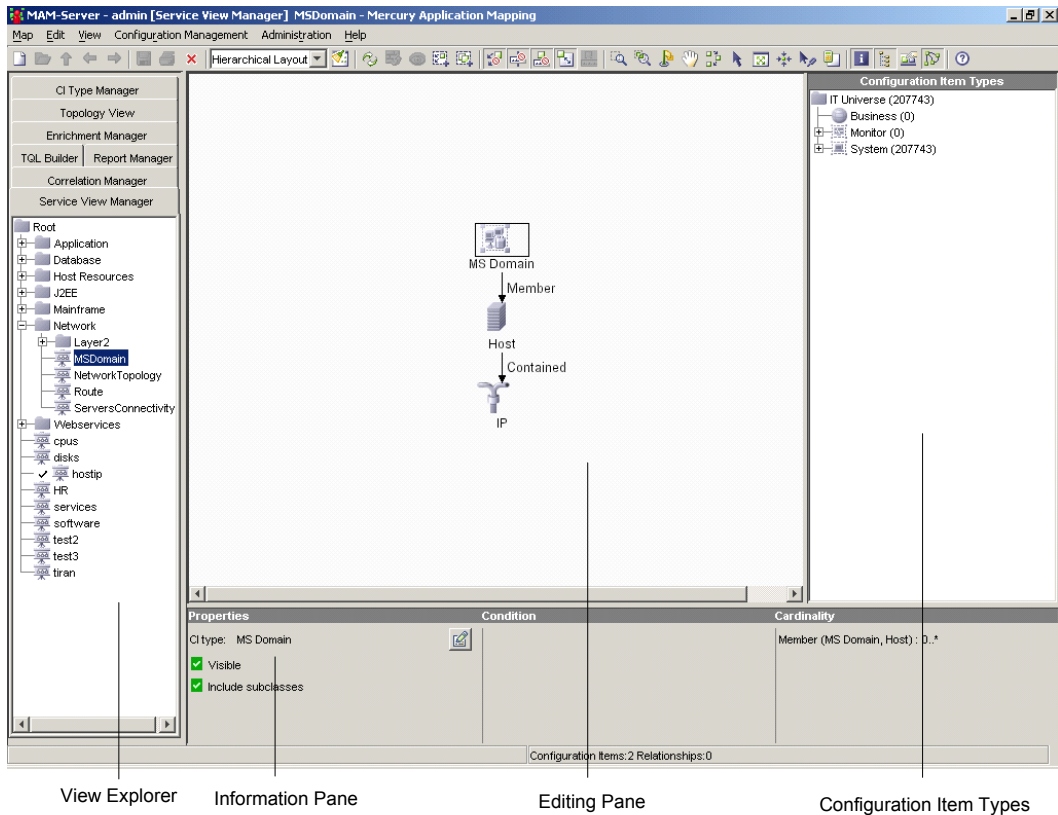 MAM-Server - admin [Service View Manager] MSDomain - Mercury Application Mapping
Map Edit View Configuration Management Administration Help
Hierarchical Layout
CI Type Manager
Topology View
Enrichment Manager
TQL Builder Report Manager
Correlation Manager
Service View Manager
Root
Application
Database
Host Resources
J2EE
Mainframe
Network
Layer2
MSDomain
NetworkTopology
Route
ServersConnectivity
Webservices
cpus
disks
hostip
HR
services
software
test2
test3
tiran
MS Domain
Member
Host
Contained
IP
Configuration Item Types
IT Universe (207743)
Business (0)
Monitor (0)
System (207743)
Properties
CI type: MS Domain
Visible
Include subclasses
Condition
Cardinality
Member (MS Domain, Host) : 0..*
Configuration Items:2 Relationships:0
View Explorer
Information Pane
Editing Pane
Configuration Item Types